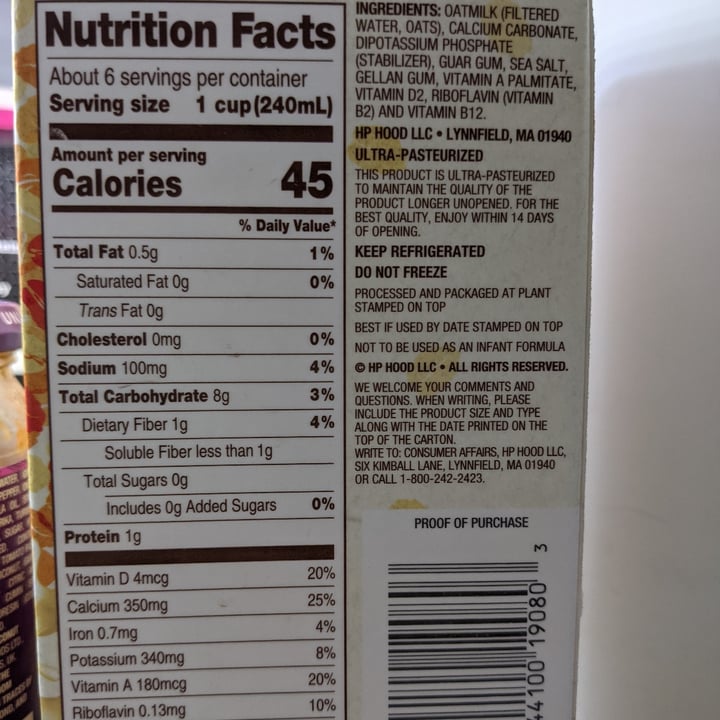 Nutrition Facts
About 6 servings per container
Serving size 1 cup (240mL)
Amount per serving
Calories 45
% Daily Value*
Total Fat 0.5g 1%
Saturated Fat 0g 0%
Trans Fat 0g
Cholesterol 0mg 0%
Sodium 100mg 4%
Total Carbohydrate 8g 3%
Dietary Fiber 1g 4%
Soluble Fiber less than 1g
Total Sugars 0g
Includes 0g Added Sugars 0%
Protein 1g
Vitamin D 4mcg 20%
Calcium 350mg 25%
Iron 0.7mg 4%
Potassium 340mg 8%
Vitamin A 180mcg 20%
Riboflavin 0.13mg 10%
INGREDIENTS: OATMILK (FILTERED
WATER, OATS), CALCIUM CARBONATE,
DIPOTASSIUM PHOSPHATE
(STABILIZER), GUAR GUM, SEA SALT,
GELLAN GUM, VITAMIN A PALMITATE,
VITAMIN D2, RIBOFLAVIN (VITAMIN
B2) AND VITAMIN B12.
HP HOOD LLC • LYNNFIELD, MA 01940
ULTRA-PASTEURIZED
THIS PRODUCT IS ULTRA-PASTEURIZED
TO MAINTAIN THE QUALITY OF THE
PRODUCT LONGER UNOPENED. FOR THE
BEST QUALITY, ENJOY WITHIN 14 DAYS
OF OPENING.
KEEP REFRIGERATED
DO NOT FREEZE
PROCESSED AND PACKAGED AT PLANT
STAMPED ON TOP
BEST IF USED BY DATE STAMPED ON TOP
NOT TO BE USED AS AN INFANT FORMULA
© HP HOOD LLC • ALL RIGHTS RESERVED.
WE WELCOME YOUR COMMENTS AND
QUESTIONS. WHEN WRITING, PLEASE
INCLUDE THE PRODUCT SIZE AND TYPE
ALONG WITH THE DATE PRINTED ON THE
TOP OF THE CARTON.
WRITE TO: CONSUMER AFFAIRS, HP HOOD LLC,
SIX KIMBALL LANE, LYNNFIELD, MA 01940
OR CALL 1-800-242-2423.
PROOF OF PURCHASE
44100 19080 3